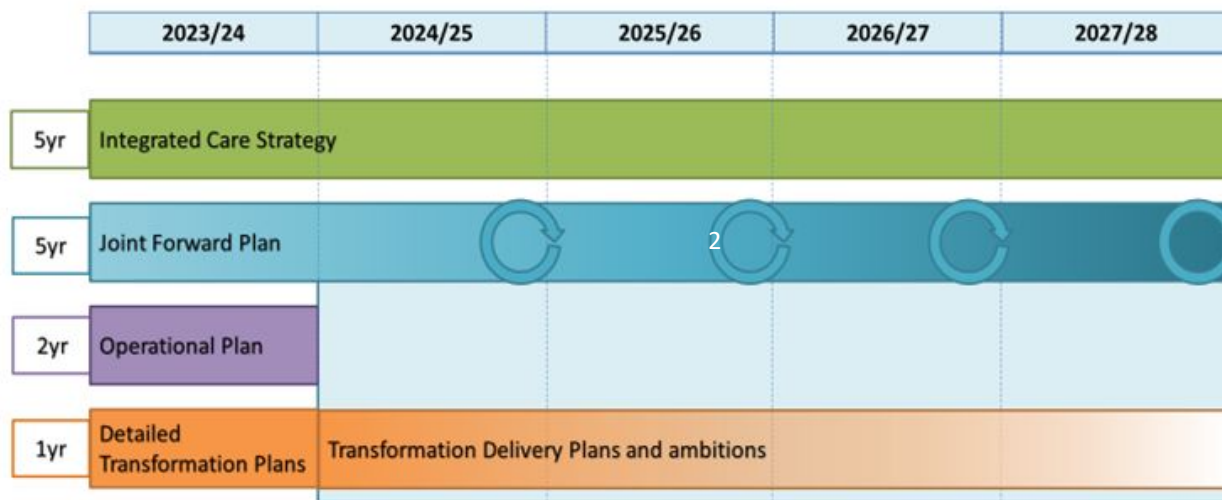 2023/24 2024/25 2025/26 2026/27 2027/28
5yr Integrated Care Strategy
5yr Joint Forward Plan 2
2yr Operational Plan
1yr Detailed
Transformation Plans Transformation Delivery Plans and ambitions